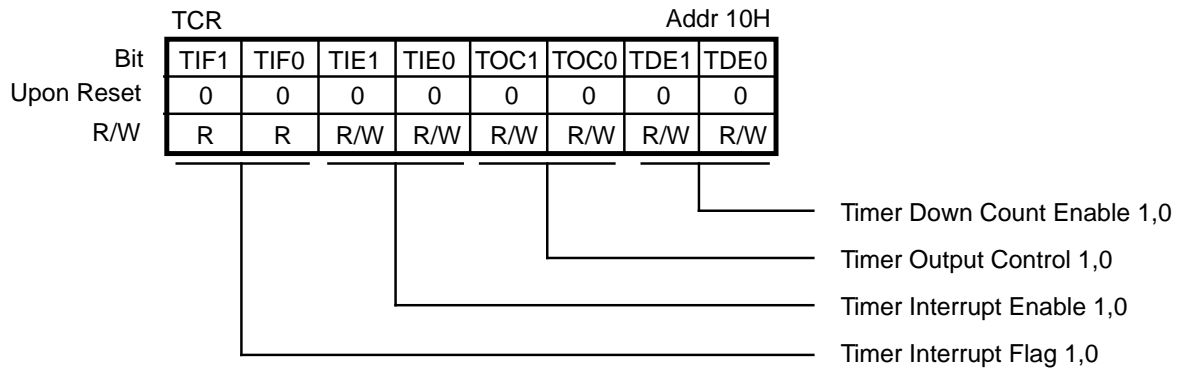 TCR Addr 10H
Bit TIF1 TIF0 TIE1 TIE0 TOC1 TOC0 TDE1 TDE0
Upon Reset 0 0 0 0 0 0 0 0
R/W R R R/W R/W R/W R/W R/W R/W
Timer Down Count Enable 1,0
Timer Output Control 1,0
Timer Interrupt Enable 1,0
Timer Interrupt Flag 1,0